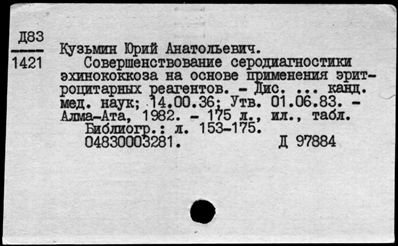 Д83
1421
Кузьмин Юрий Анатольевич.
Совершенствование серодиагностики
эхинококкоза на основе применения эрит-
роцитарных реагентов. - Дис. ... канд.
мед. наук; 14.00.36; Утв. 01.06.83. -
Алма-Ата, 1982. - 175 л., ил., табл.
Библиогр.: л. 153-175.
04830003281. Д 97884